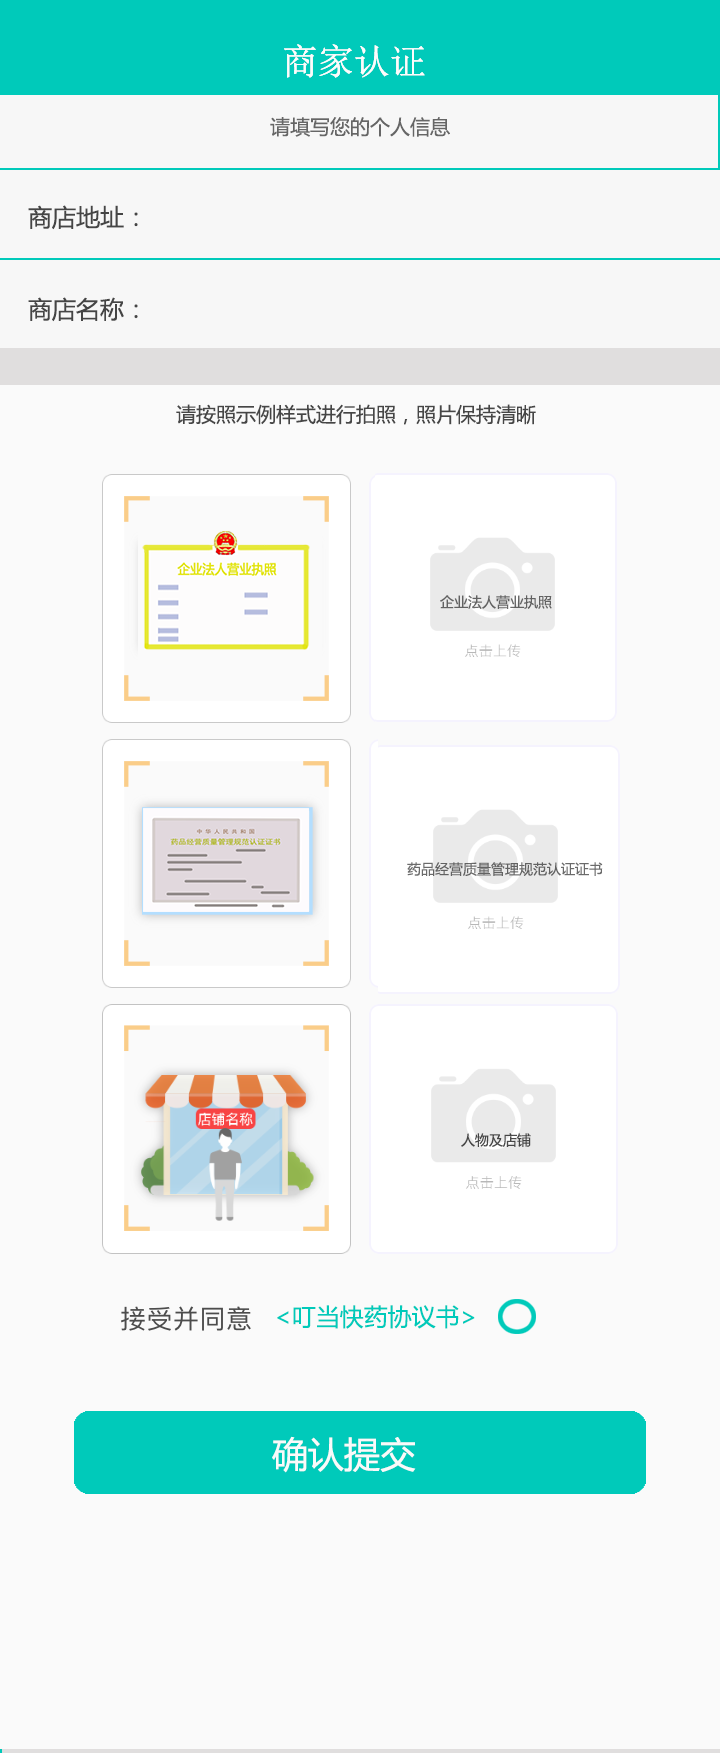 商家认证
请填写您的个人信息
商店地址：
商店名称：
请按照示例样式进行拍照，照片保持清晰
企业法人营业执照
企业法人营业执照
点击上传
中华人民共和国
药品经营质量管理规范认证证书
药品经营质量管理规范认证证书
点击上传
店铺名称
人物及店铺
点击上传
接受并同意 <叮当快药协议书>
确认提交